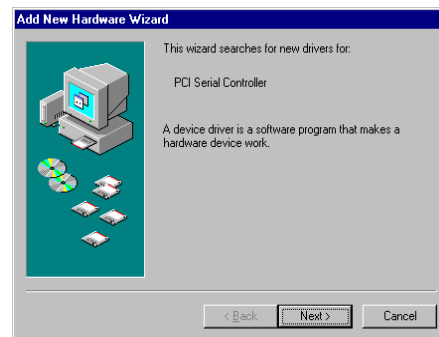 Add New Hardware Wizard
This wizard searches for new drivers for:
PCI Serial Controller
A device driver is a software program that makes a
hardware device work.
< Back
Next >
Cancel